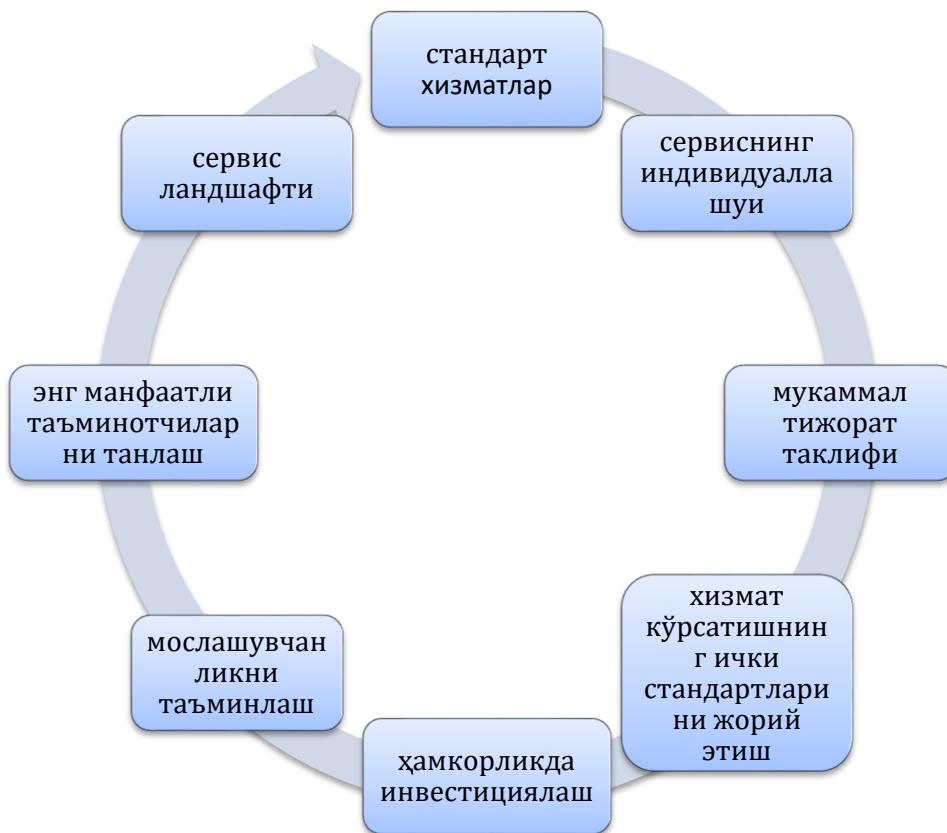 стандарт
хизматлар
сервиснинг
индивидуалла
шуи
мукаммал
тижорат
таклифи
хизмат
кўрсатишнин
г ички
стандартлари
ни жорий
этиш
ҳамкорликда
инвестициялаш
мослашувчан
ликни
таъминлаш
энг манфаатли
таъминотчилар
ни танлаш
сервис
ландшафти